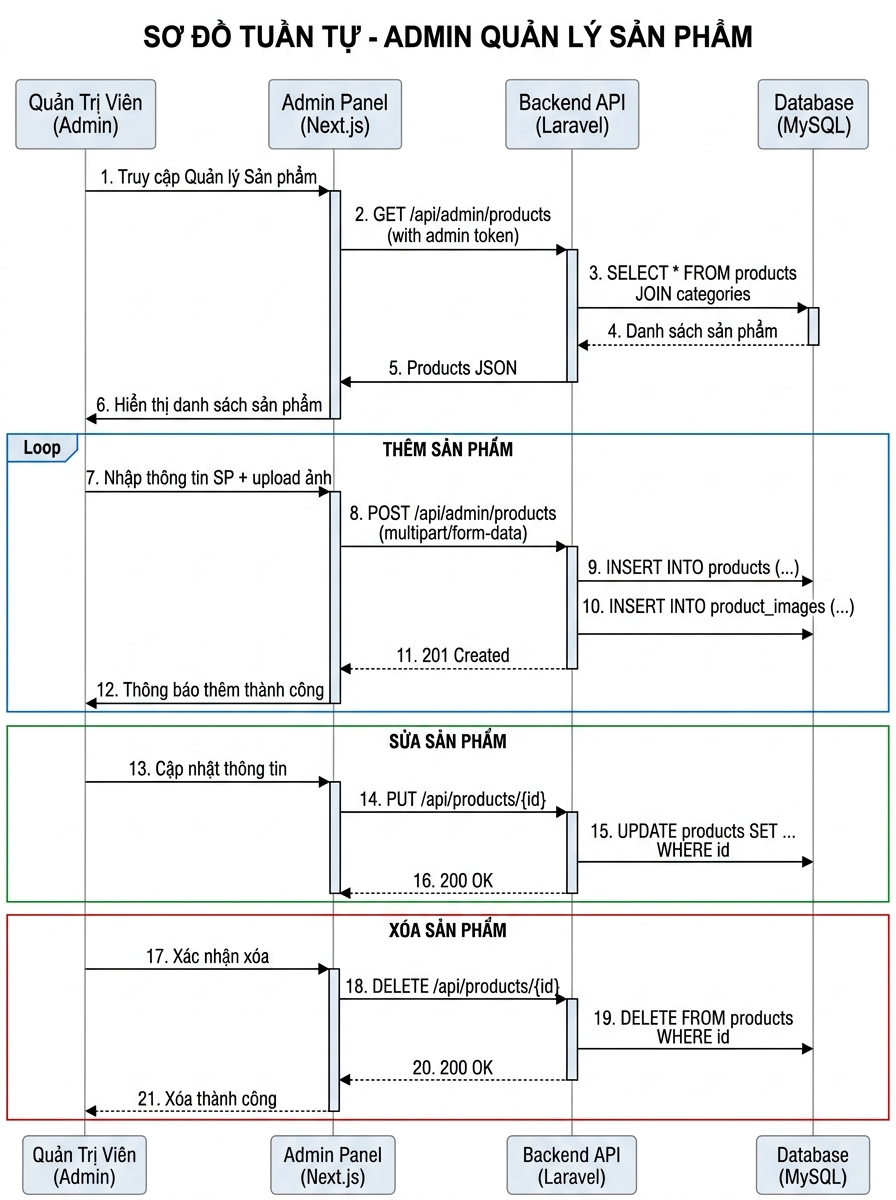 SƠ ĐỒ TUẦN TỰ - ADMIN QUẢN LÝ SẢN PHẨM
Quản Trị Viên
(Admin)
Admin Panel
(Next.js)
Backend API
(Laravel)
Database
(MySQL)
1. Truy cập Quản lý Sản phẩm
2. GET /api/admin/products
(with admin token)
3. SELECT * FROM products
JOIN categories
4. Danh sách sản phẩm
5. Products JSON
6. Hiển thị danh sách sản phẩm
Loop
THÊM SẢN PHẨM
7. Nhập thông tin SP + upload ảnh
8. POST /api/admin/products
(multipart/form-data)
9. INSERT INTO products (...)
10. INSERT INTO product_images (...)
11. 201 Created
12. Thông báo thêm thành công
SỬA SẢN PHẨM
13. Cập nhật thông tin
14. PUT /api/products/{id}
15. UPDATE products SET ...
WHERE id
16. 200 OK
XÓA SẢN PHẨM
17. Xác nhận xóa
18. DELETE /api/products/{id}
19. DELETE FROM products
WHERE id
20. 200 OK
21. Xóa thành công
Quản Trị Viên
(Admin)
Admin Panel
(Next.js)
Backend API
(Laravel)
Database
(MySQL)